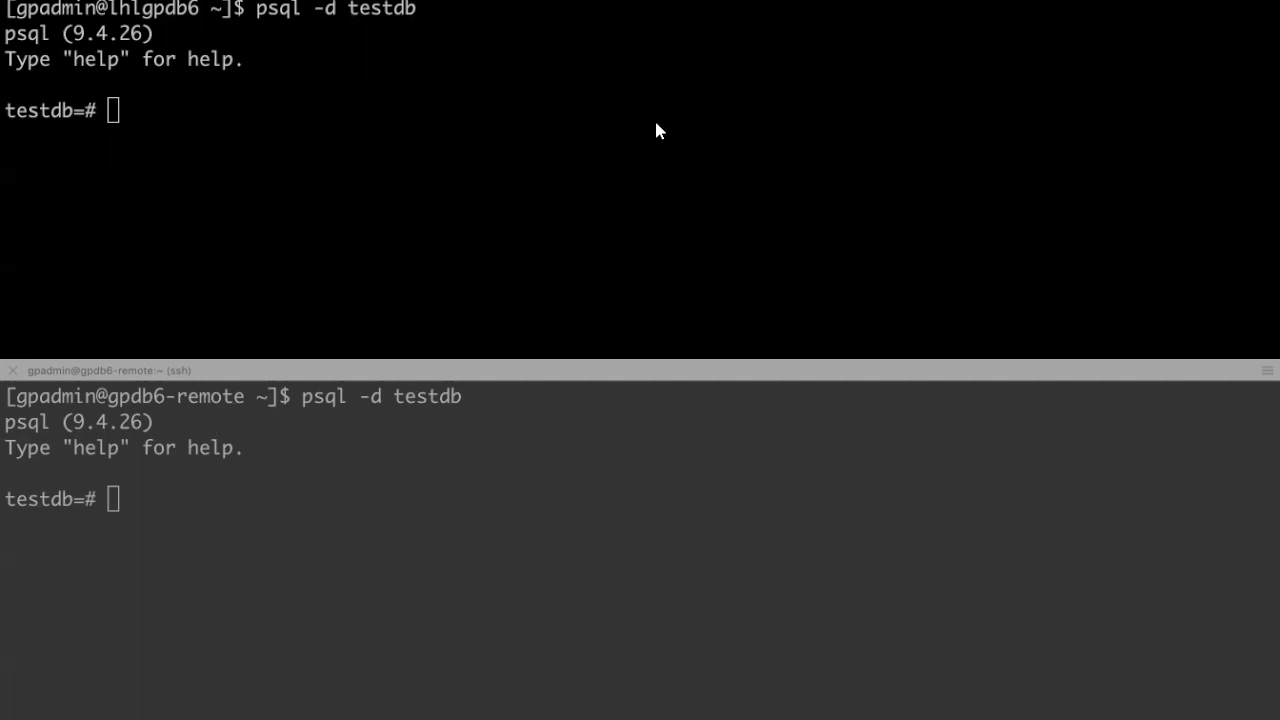 [gpadmin@lhlgpdb6 ~]$ psql -d testdb
psql (9.4.26)
Type "help" for help.
testdb=#
gpadmin@gpdb6-remote:~ (ssh)
[gpadmin@gpdb6-remote ~]$ psql -d testdb
psql (9.4.26)
Type "help" for help.
testdb=#